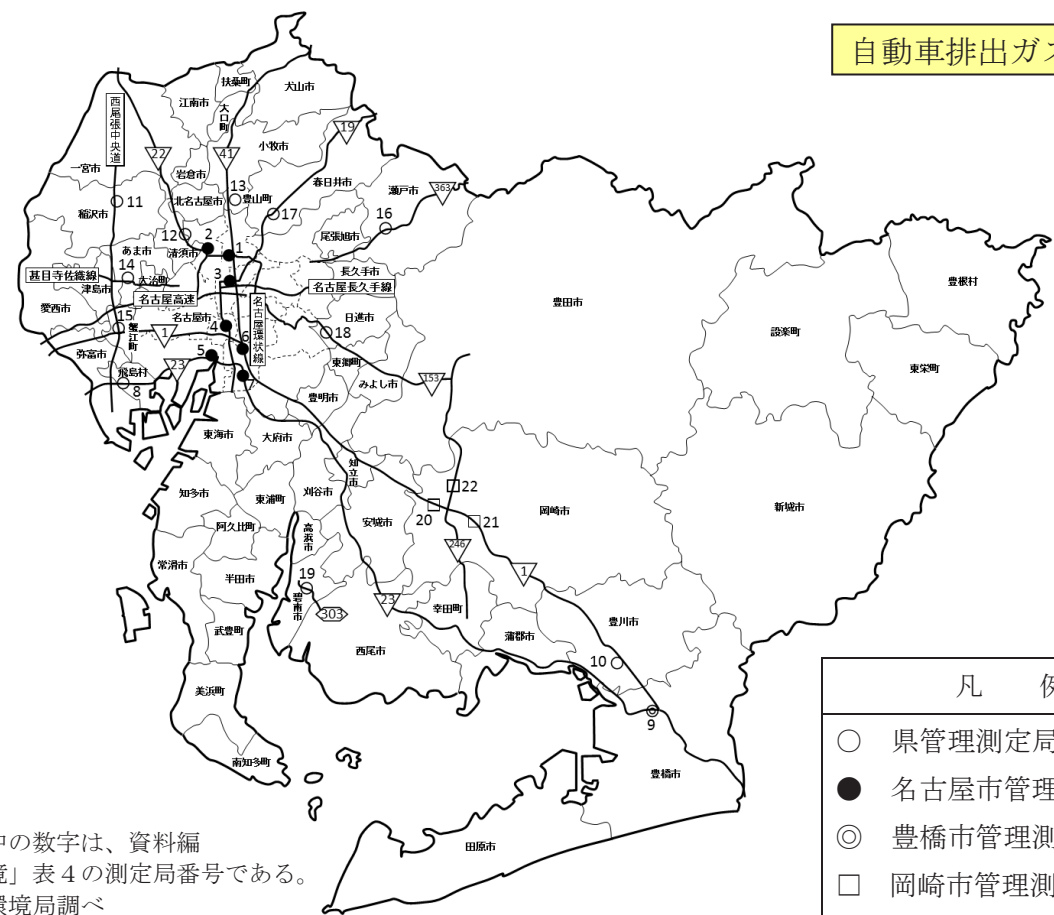 自動車排出ガス
扶桑町
犬山市
江南市
大口町
西尾張中央道
19
22
41
小牧市
一宮市
岩倉市
春日井市
瀬戸市
363
13
豊山町
北名古屋市
11
稲沢市
17
16
尾張旭市
12
2
1
あま市
清須市
長久手市
甚目寺佐織線
14
大治町
3
名古屋長久手線
津島市
名古屋高速
愛西市
名古屋市
名古屋環状線
日進市
豊田市
豊根村
設楽町
東栄町
15
蟹江町
1
4
18
6
東郷町
弥富市
5
23
みよし市
153
飛島村
8
豊明市
東海市
大府市
知立市
知多市
東浦町
刈谷市
22
20
21
岡崎市
新城市
安城市
阿久比町
高浜市
246
常滑市
半田市
19
1
碧南市
303
23
幸田町
豊川市
武豊町
蒲郡市
西尾市
10
美浜町
9
南知多町
豊橋市
田原市
凡 例
○ 県管理測定局
● 名古屋市管理
◎ 豊橋市管理測
□ 岡崎市管理測
中の数字は、資料編
」表4の測定局番号である。
環境局調べ